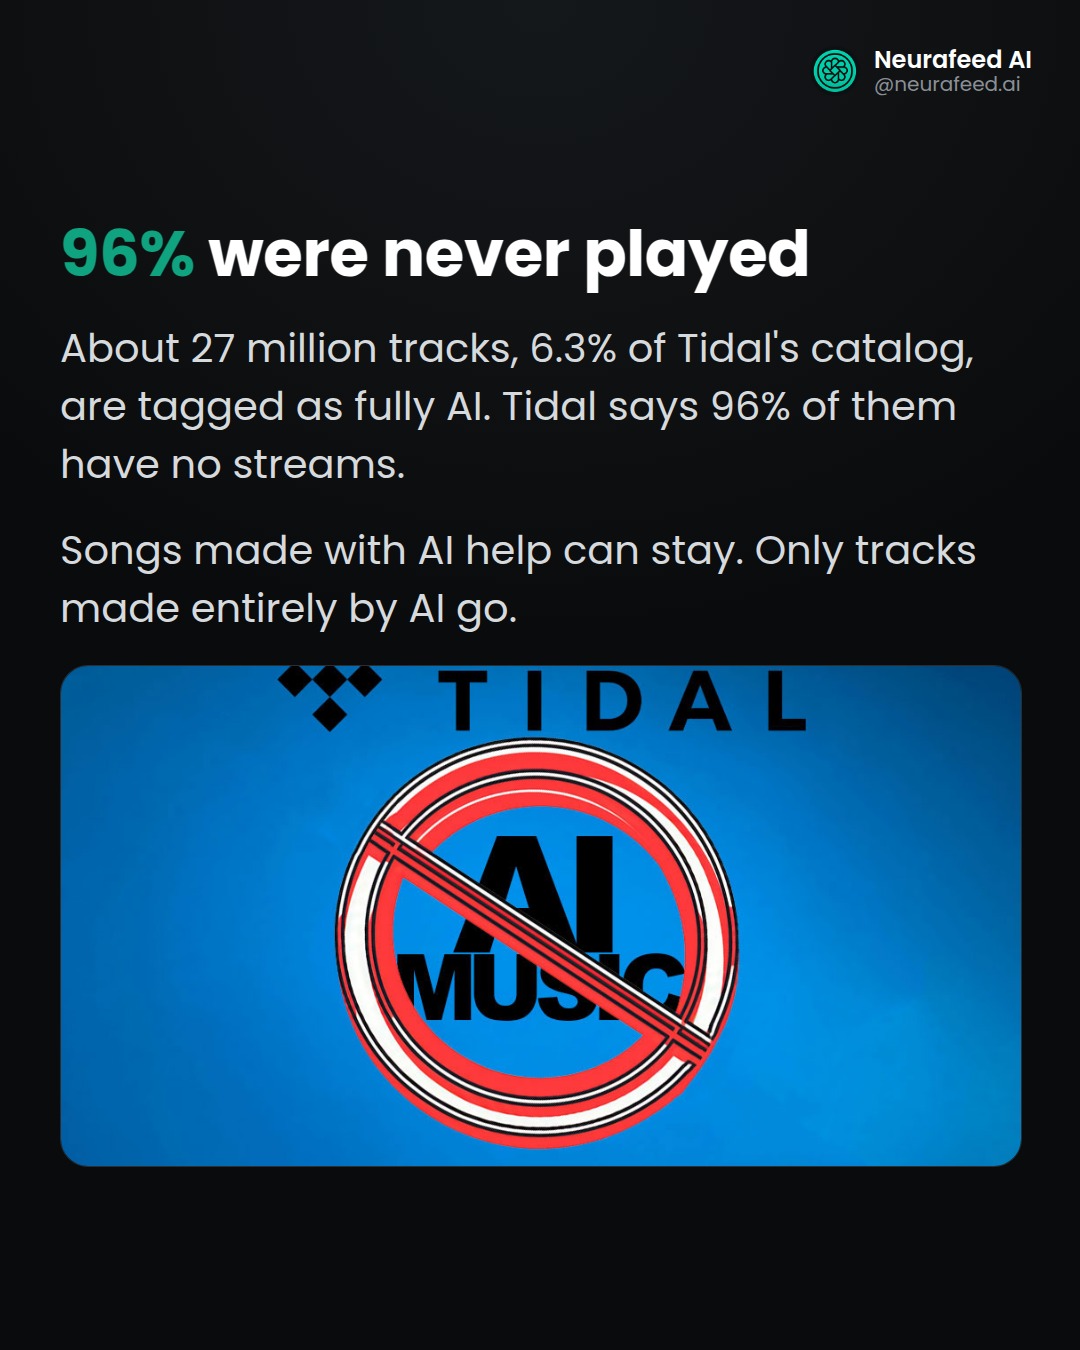 Neurafeed AI
@neurafeed.ai
96% were never played
About 27 million tracks, 6.3% of Tidal's catalog,
are tagged as fully AI. Tidal says 96% of them
have no streams.
Songs made with AI help can stay. Only tracks
made entirely by AI go.
TIDAL
AI
MUSIC